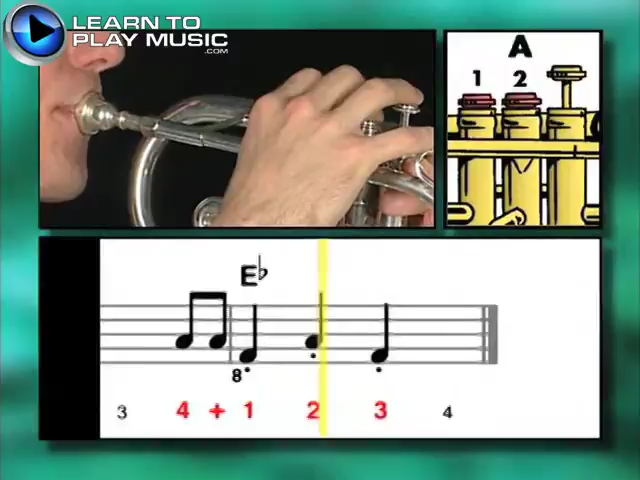 LEARN TO
PLAY MUSIC
.COM
A
1 2
E♭
8
3 4 + 1 2 3 4